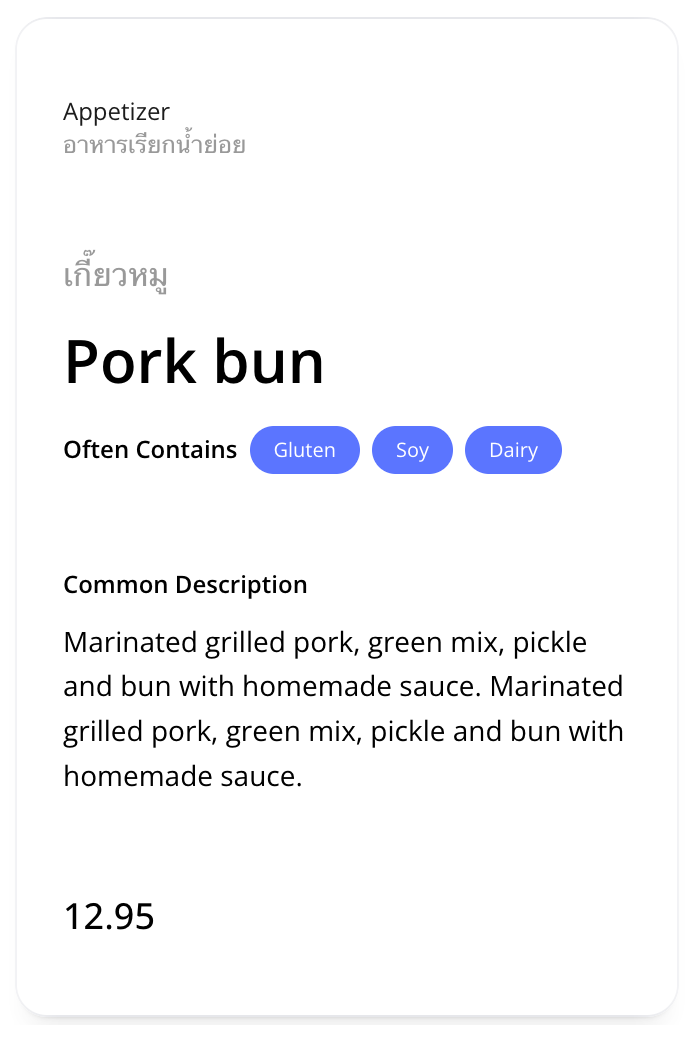 Appetizer
อาหารเรียกน้ำย่อย
เกี๊ยวหมู
Pork bun
Often Contains Gluten Soy Dairy
Common Description
Marinated grilled pork, green mix, pickle
and bun with homemade sauce. Marinated
grilled pork, green mix, pickle and bun with
homemade sauce.
12.95